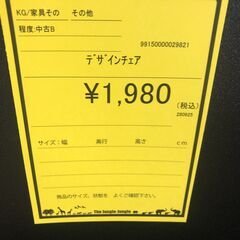 KG/家具その その他
程度:中古B
99150000029821
ﾃﾞｻﾞｲﾝﾁｪｱ
¥1,980
(税込)
280625
サイズ:幅 奥行 高さ cm
商品のサイズ、状態を よくご確認下さい
The Jungle Jungle